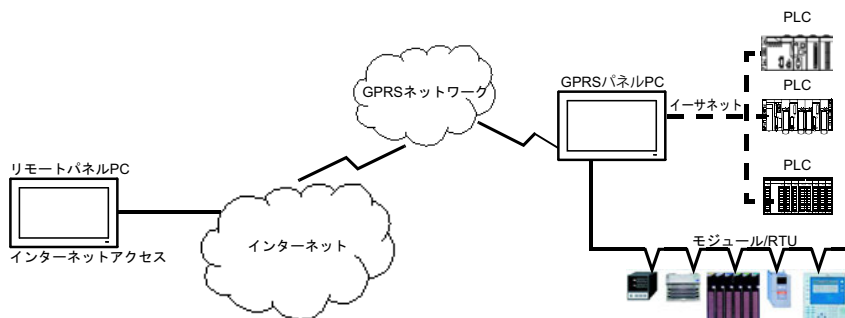 PLC
GPRSネットワーク
GPRSパネルPC
PLC
イーサネット
リモートパネルPC
PLC
インターネット
モジュール/RTU
インターネットアクセス